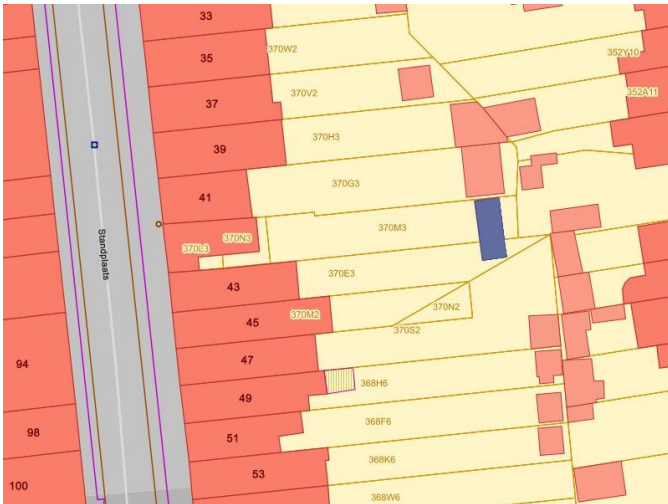 33
35
370W2
352Y10
37
370V2
352A11
39
370H3
41
370G3
370L3
370N3
370M3
Standplaats
43
370E3
45
370M2
370N2
370S2
47
94
49
368H6
98
51
368F6
53
368K6
100
368W6